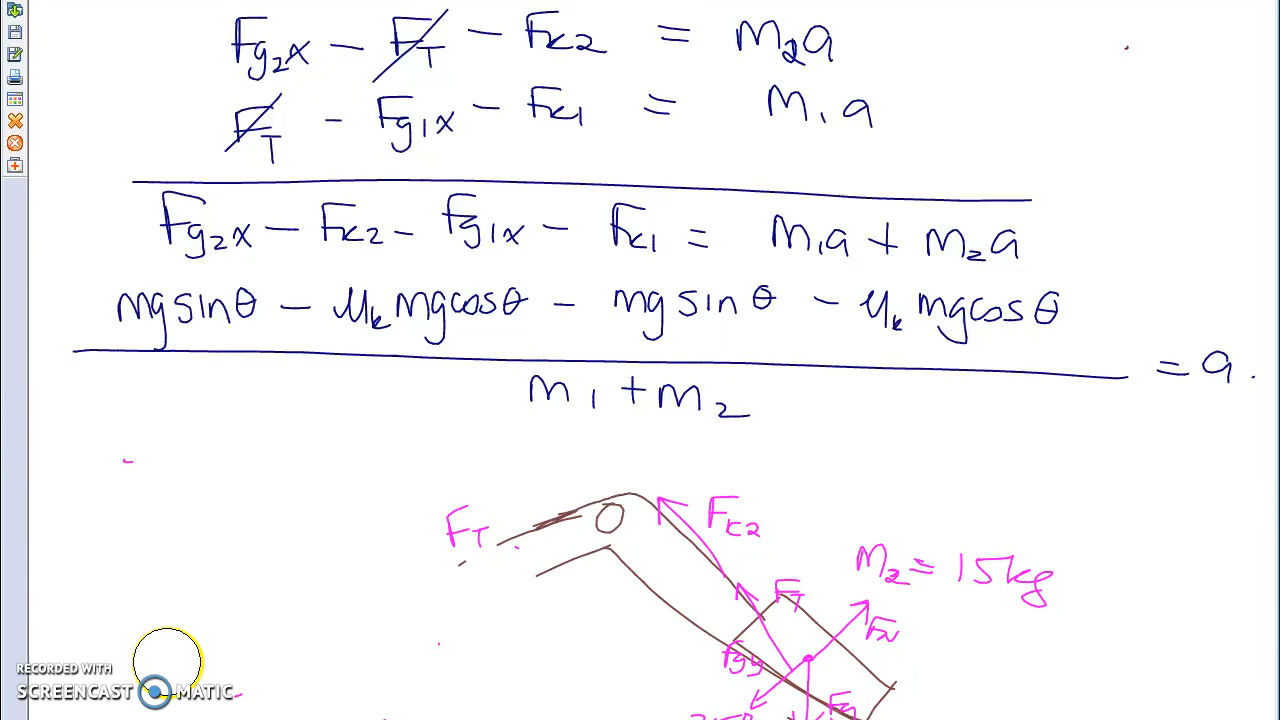 Fg2x - FT - Fk2 = m2a
FT - Fg1x - Fk1 = m1a
Fg2x - Fk2 - Fg1x - Fk1 = m1a + m2a
mg sinθ - μk mg cosθ - mg sinθ - μk mg cosθ
= a.
m1 + m2
FT
Fk2
m2 = 15kg
FT
FN
Fgy
Fg
RECORDED WITH
SCREENCAST MATIC